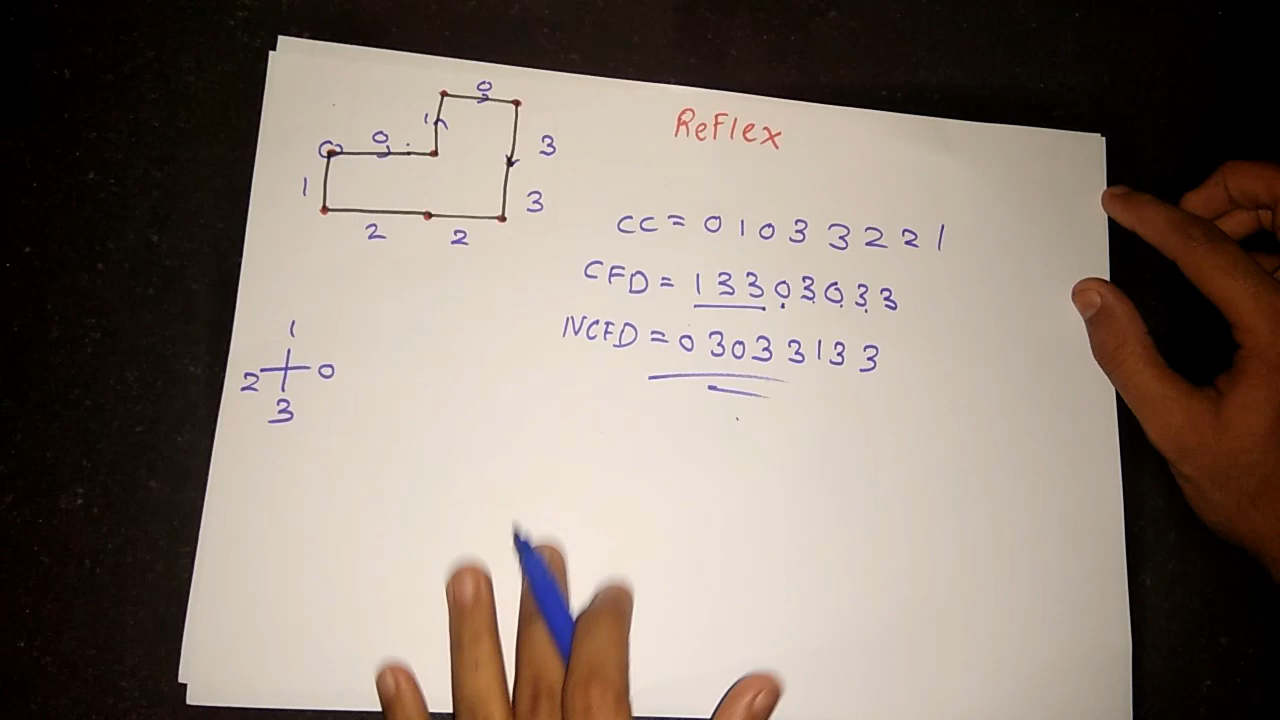 0
1
0
3
1
3
2
2
ReFlex
CC = 0 1 0 3 3 2 2 1
CFD = 1 3 3 0 3 0 3 3
NCFD = 0 3 0 3 3 1 3 3
1
2 0
3